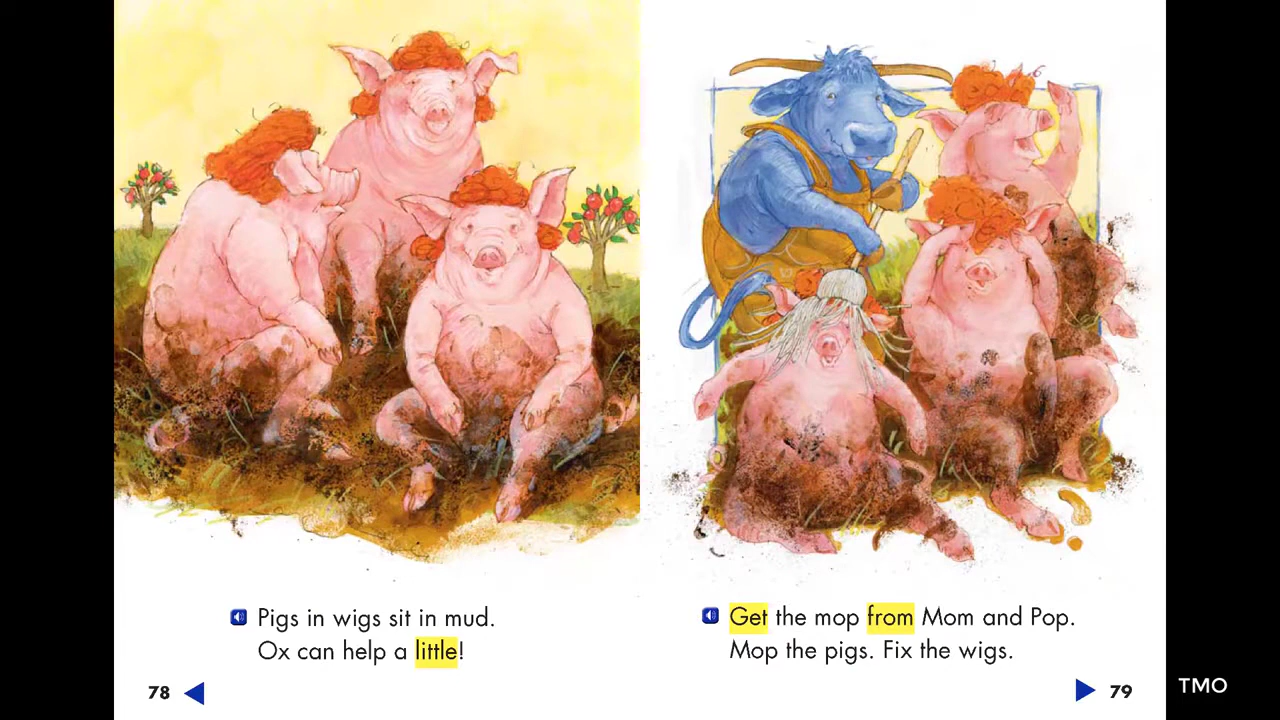 Pigs in wigs sit in mud.
Ox can help a little!
78
Get the mop from Mom and Pop.
Mop the pigs. Fix the wigs.
79
TMO